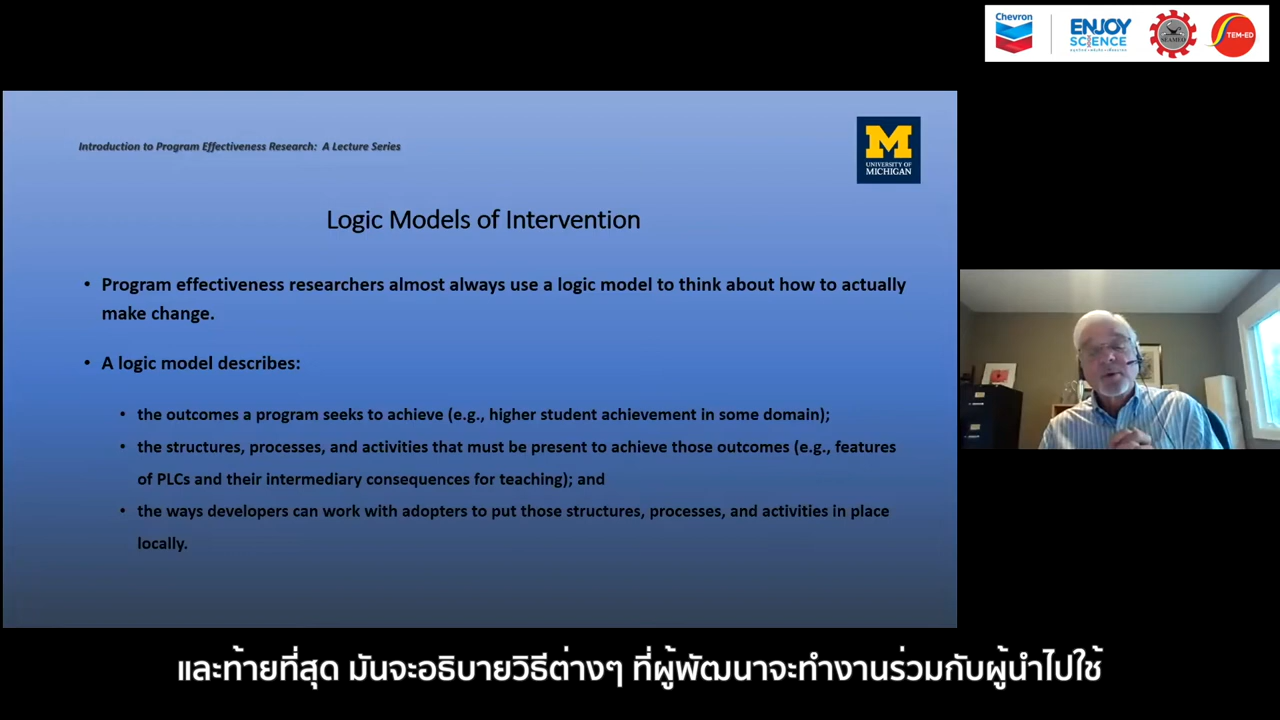 Chevron
ENJOY
SCIENCE
SEAMEO
STEM-ED
Introduction to Program Effectiveness Research: A Lecture Series
M
UNIVERSITY OF
MICHIGAN
Logic Models of Intervention
• Program effectiveness researchers almost always use a logic model to think about how to actually
make change.
• A logic model describes:
• the outcomes a program seeks to achieve (e.g., higher student achievement in some domain);
• the structures, processes, and activities that must be present to achieve those outcomes (e.g., features
of PLCs and their intermediary consequences for teaching); and
• the ways developers can work with adopters to put those structures, processes, and activities in place
locally.
และท้ายที่สุด มันจะอธิบายวิธีต่างๆ ที่ผู้พัฒนาจะทำงานร่วมกับผู้นำไปใช้